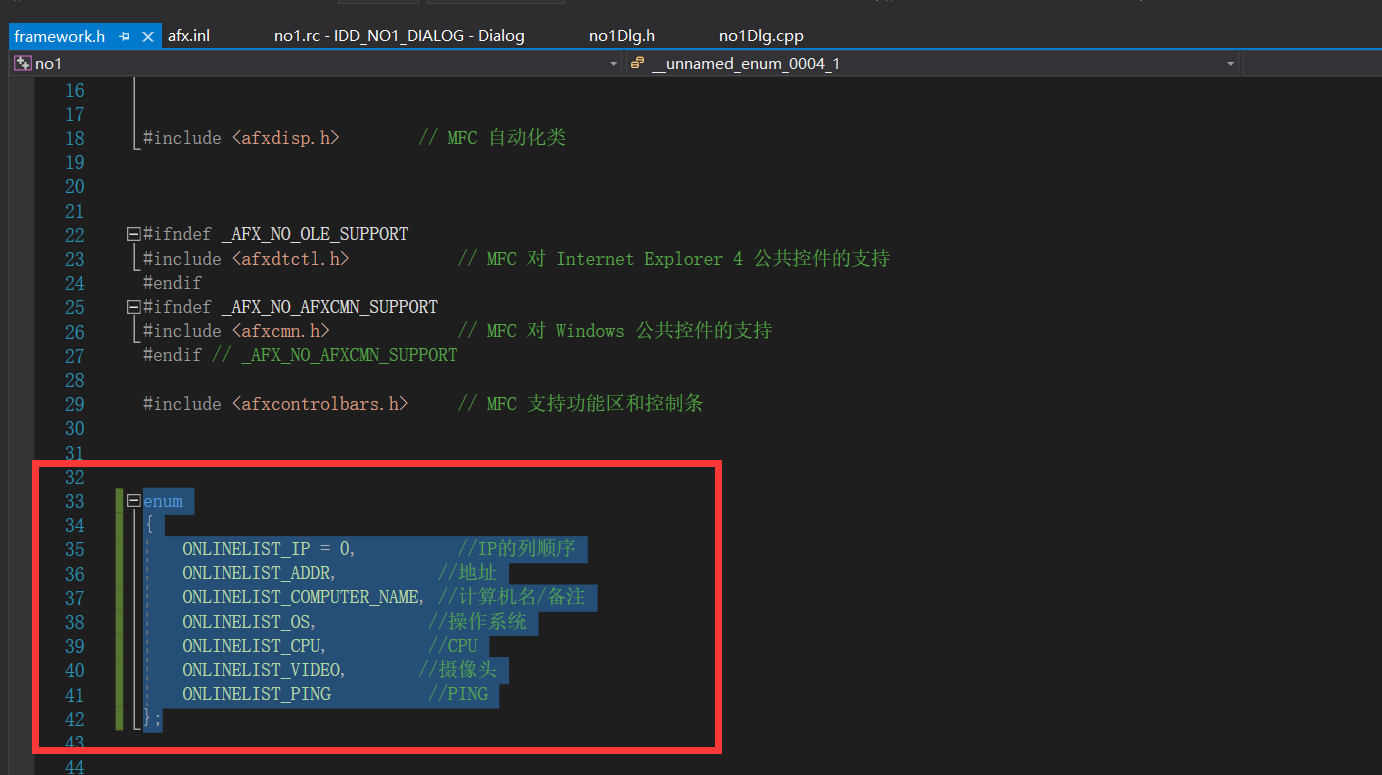 framework.h afx.inl no1.rc - IDD_NO1_DIALOG - Dialog no1Dlg.h no1Dlg.cpp
no1 __unnamed_enum_0004_1
16
17
18 #include <afxdisp.h> // MFC 自动化类
19
20
21
22 #ifndef _AFX_NO_OLE_SUPPORT
23 #include <afxdtctl.h> // MFC 对 Internet Explorer 4 公共控件的支持
24 #endif
25 #ifndef _AFX_NO_AFXCMN_SUPPORT
26 #include <afxcmn.h> // MFC 对 Windows 公共控件的支持
27 #endif // _AFX_NO_AFXCMN_SUPPORT
28
29 #include <afxcontrolbars.h> // MFC 支持功能区和控制条
30
31
32
33 enum
34 {
35 ONLINELIST_IP = 0, //IP的列顺序
36 ONLINELIST_ADDR, //地址
37 ONLINELIST_COMPUTER_NAME, //计算机名/备注
38 ONLINELIST_OS, //操作系统
39 ONLINELIST_CPU, //CPU
40 ONLINELIST_VIDEO, //摄像头
41 ONLINELIST_PING //PING
42 };
43
44